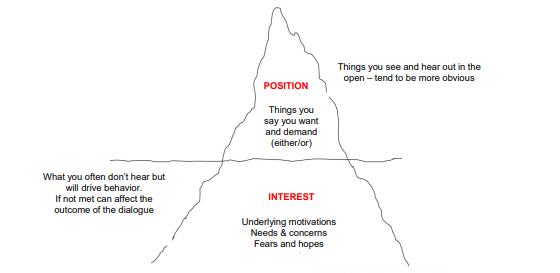 Things you see and hear out in the
open – tend to be more obvious
POSITION
Things you
say you want
and demand
(either/or)
What you often don't hear but
will drive behavior.
If not met can affect the
outcome of the dialogue
INTEREST
Underlying motivations
Needs & concerns
Fears and hopes